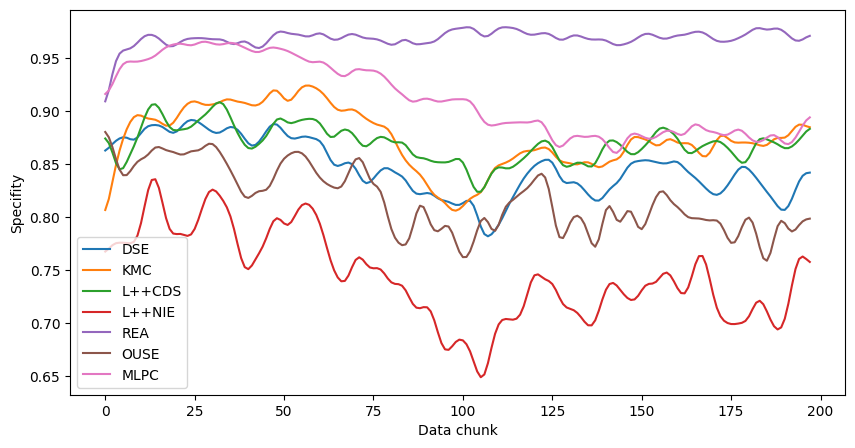 0.95
0.90
0.85
0.80
0.75
0.70
0.65
Specifity
DSE
KMC
L++CDS
L++NIE
REA
OUSE
MLPC
0 25 50 75 100 125 150 175 200
Data chunk